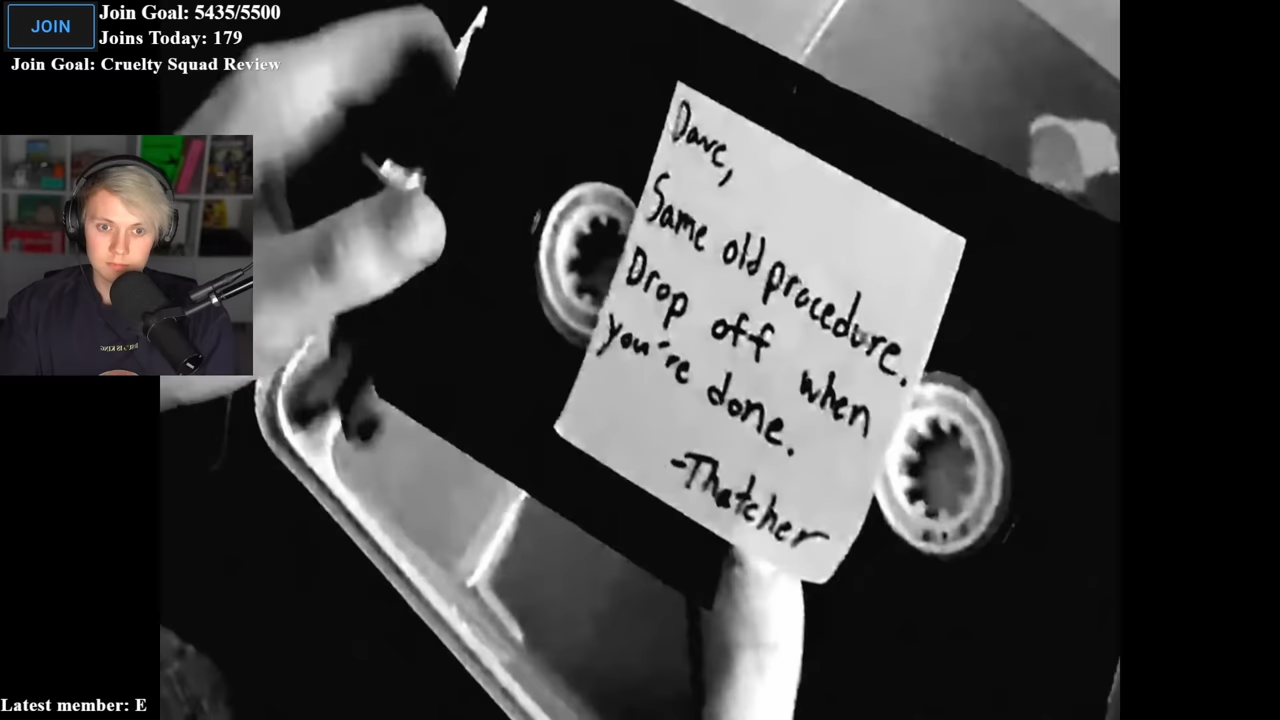 JOIN
Join Goal: 5435/5500
Joins Today: 179
Join Goal: Cruelty Squad Review
Dave,
Same old procedure.
Drop off when
you're done.
-Thatcher
Latest member: E